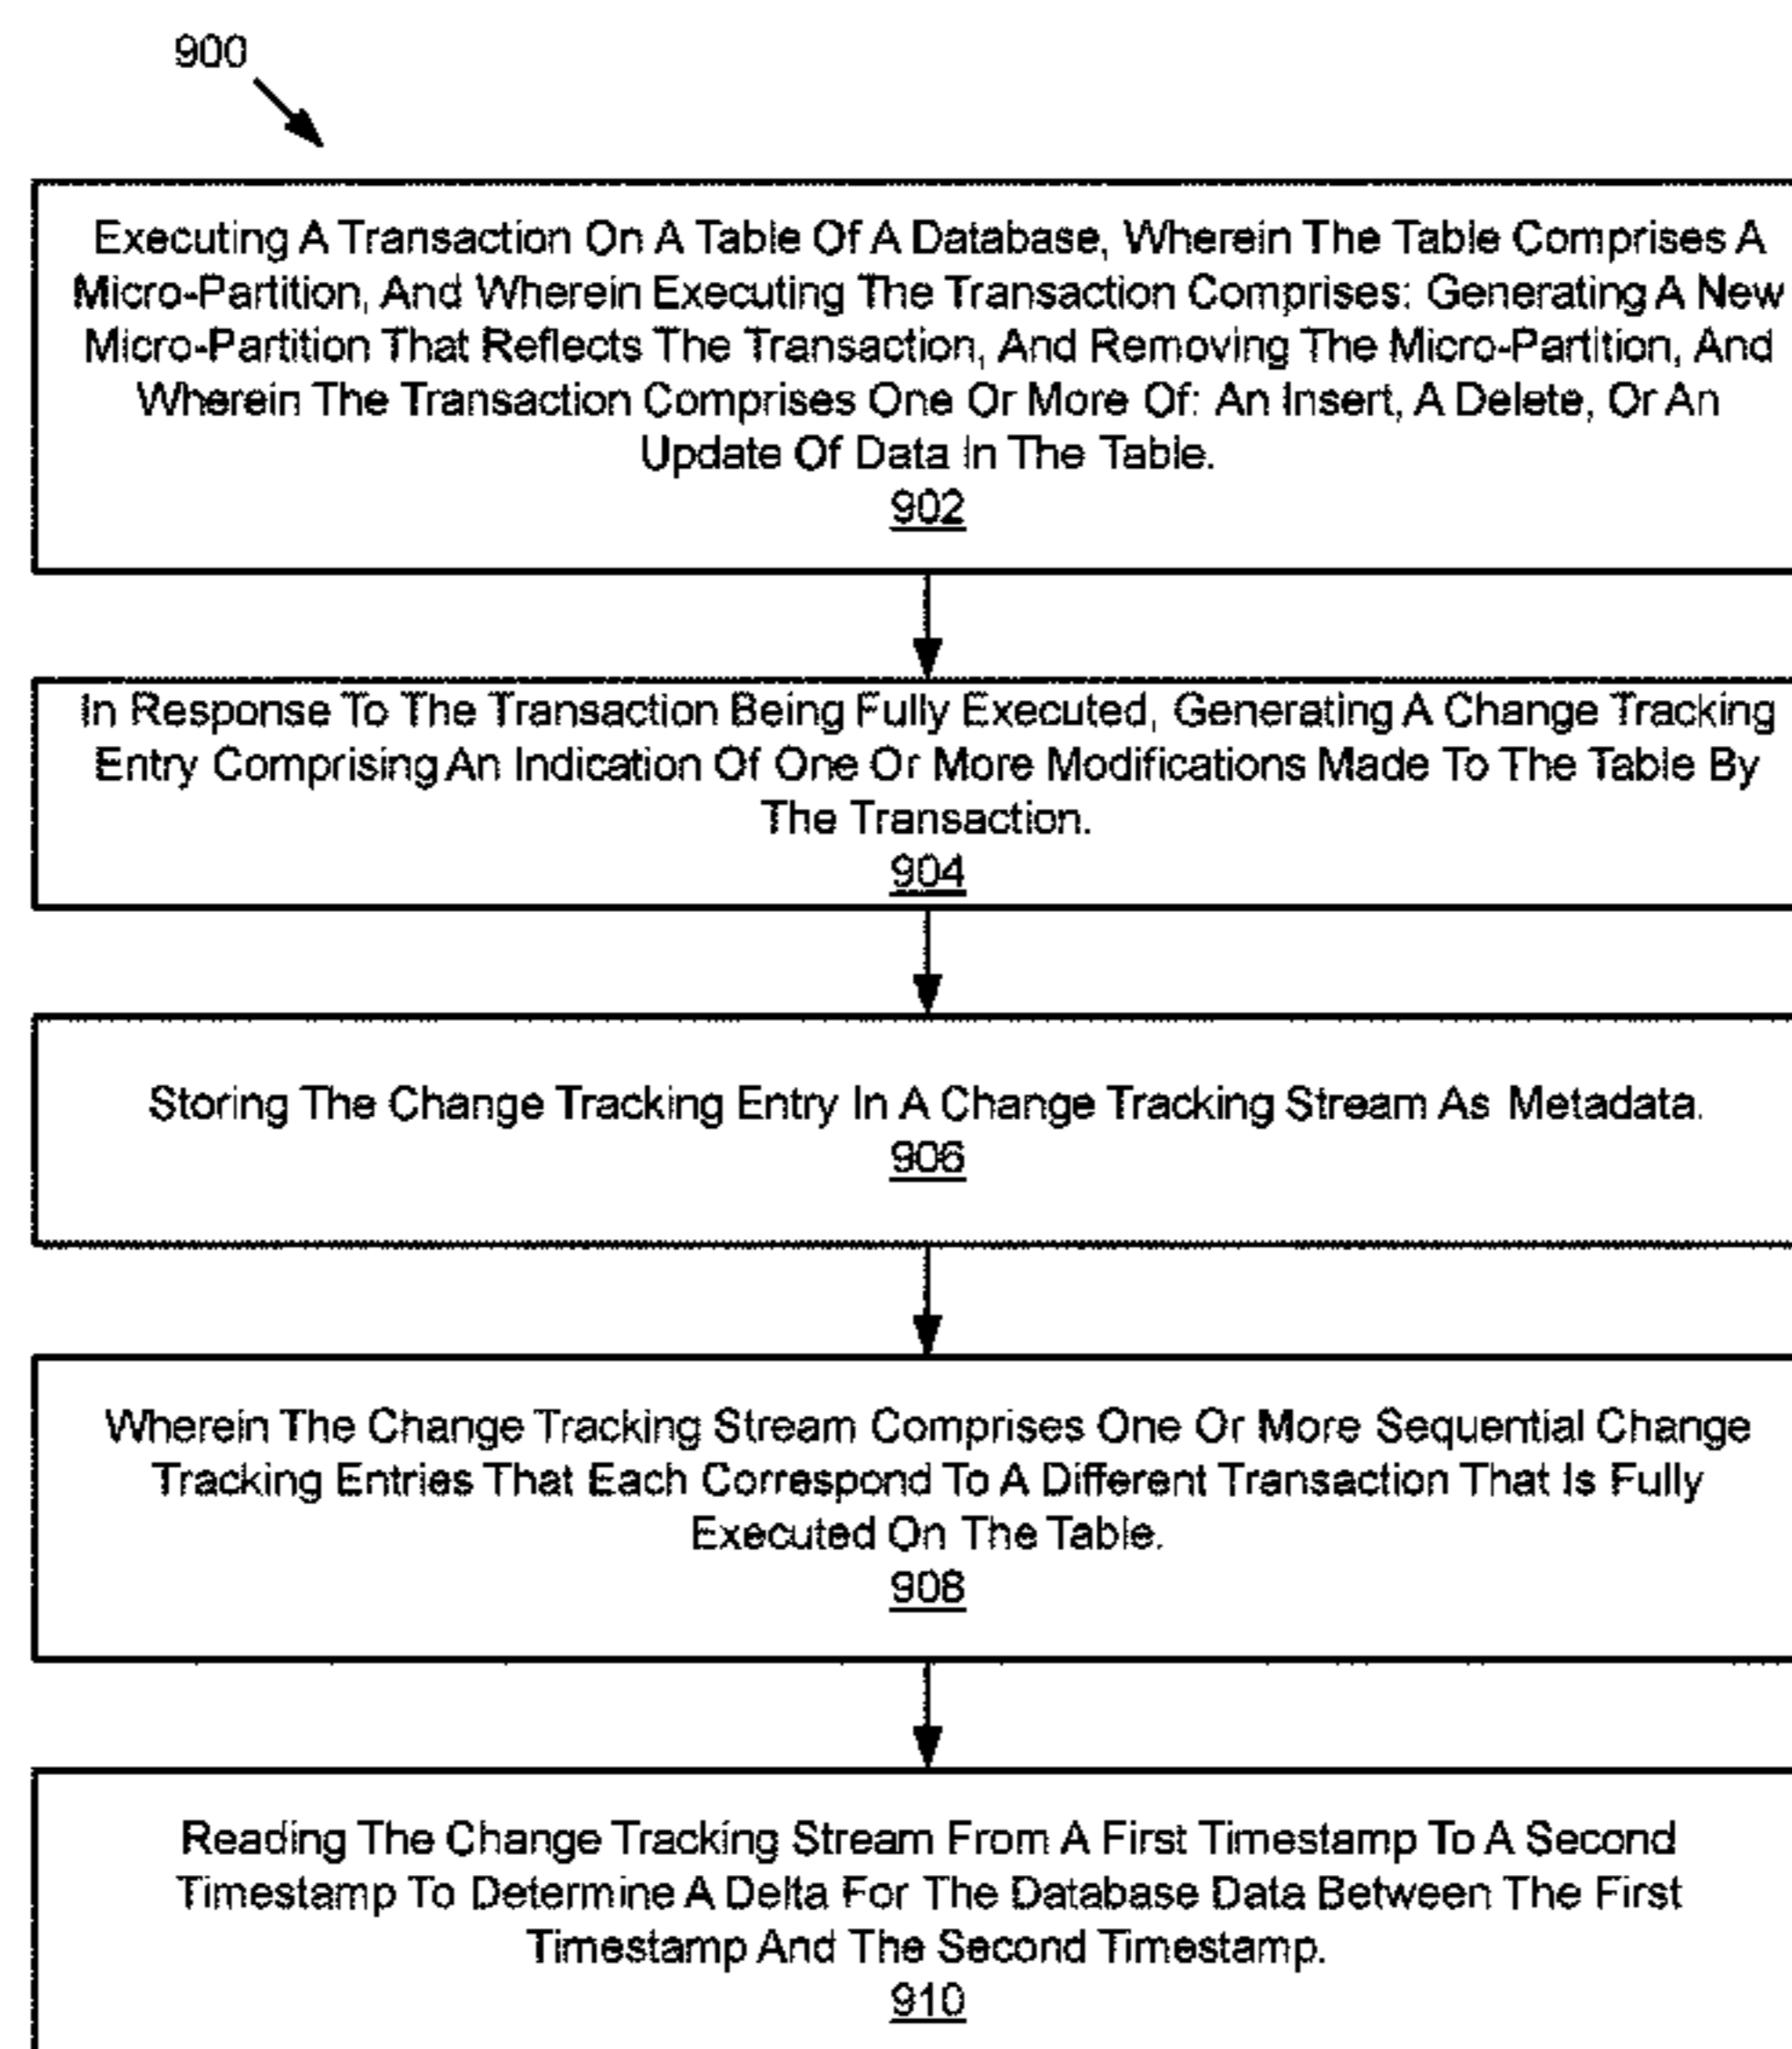 900
Executing A Transaction On A Table Of A Database, Wherein The Table Comprises A
Micro-Partition, And Wherein Executing The Transaction Comprises: Generating A New
Micro-Partition That Reflects The Transaction, And Removing The Micro-Partition, And
Wherein The Transaction Comprises One Or More Of: An Insert, A Delete, Or An
Update Of Data In The Table.
902
In Response To The Transaction Being Fully Executed, Generating A Change Tracking
Entry Comprising An Indication Of One Or More Modifications Made To The Table By
The Transaction.
904
Storing The Change Tracking Entry In A Change Tracking Stream As Metadata.
906
Wherein The Change Tracking Stream Comprises One Or More Sequential Change
Tracking Entries That Each Correspond To A Different Transaction That Is Fully
Executed On The Table.
908
Reading The Change Tracking Stream From A First Timestamp To A Second
Timestamp To Determine A Delta For The Database Data Between The First
Timestamp And The Second Timestamp.
910